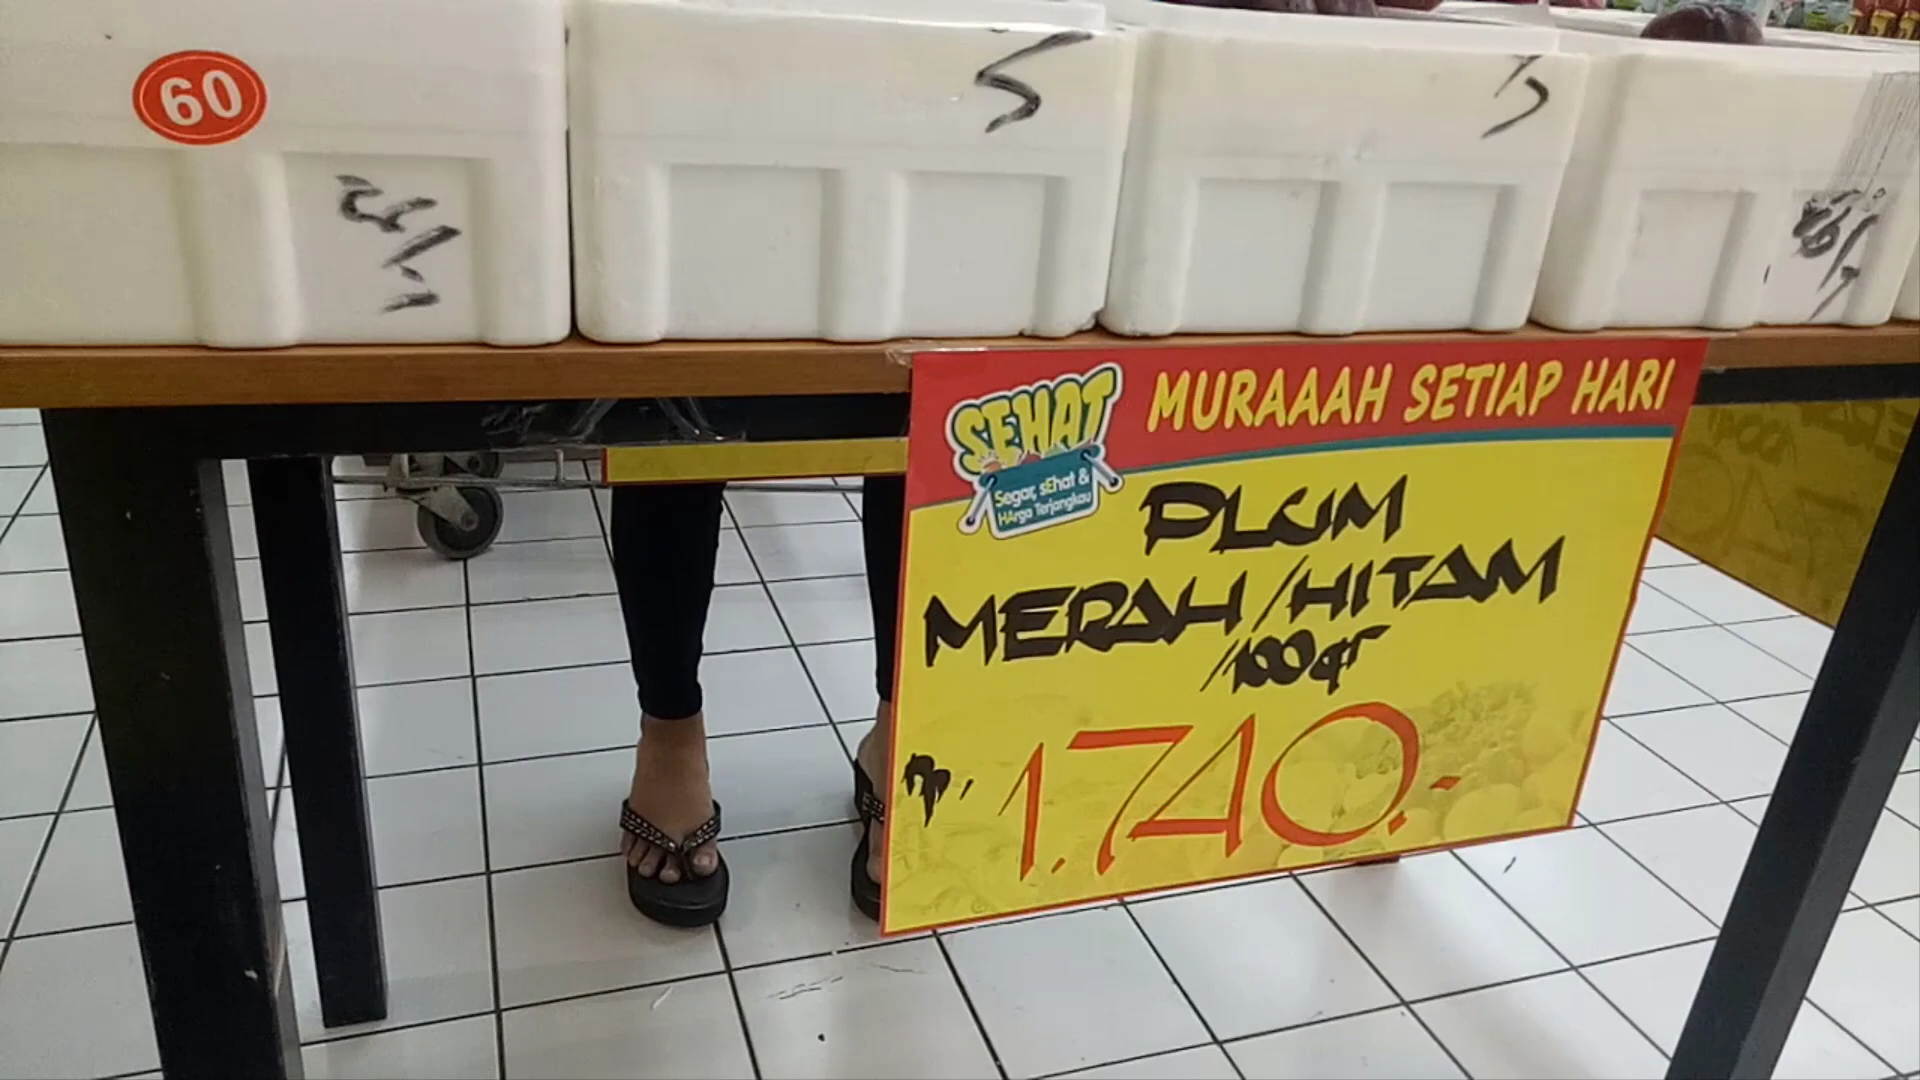 60
S
SEHAT
Segar, sEhat &
HArga Terjangkau
MURAAAH SETIAP HARI
PLUM
MERAH/HITAM
/100gr
Rp. 1.740.-